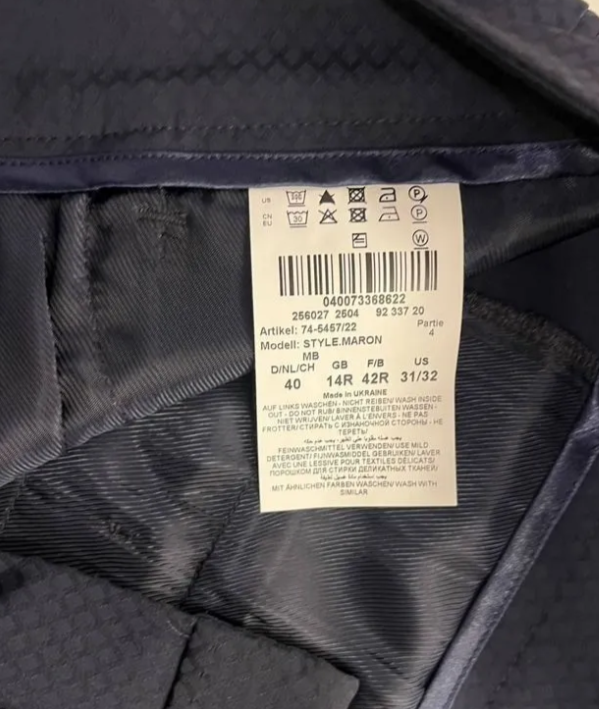 US
CN
EU
30
P
P
W
040073368622
256027 2504 92 337 20
Artikel: 74-5457/22 Partie
4
Modell: STYLE.MARON
MB
D/NL/CH GB F/B US
40 14R 42R 31/32
Made in UKRAINE
AUF LINKS WASCHEN - NICHT REIBEN/ WASH INSIDE
OUT - DO NOT RUB/ BINNENSTEBUITEN WASSEN -
NIET WRIJVEN/ LAVER À L'ENVERS - NE PAS
FROTTER/ СТИРАТЬ С ИЗНАНОЧНОЙ СТОРОНЫ - НЕ
ТЕРЕТЬ/
FEINWASCHMITTEL VERWENDEN/ USE MILD
DETERGENT/ FIJNWASMIDDEL GEBRUIKEN/ LAVER
AVEC UNE LESSIVE POUR TEXTILES DÉLICATS/
ПОРОШКОМ ДЛЯ СТИРКИ ДЕЛИКАТНЫХ ТКАНЕЙ/
MIT ÄHNLICHEN FARBEN WASCHEN/ WASH WITH
SIMILAR